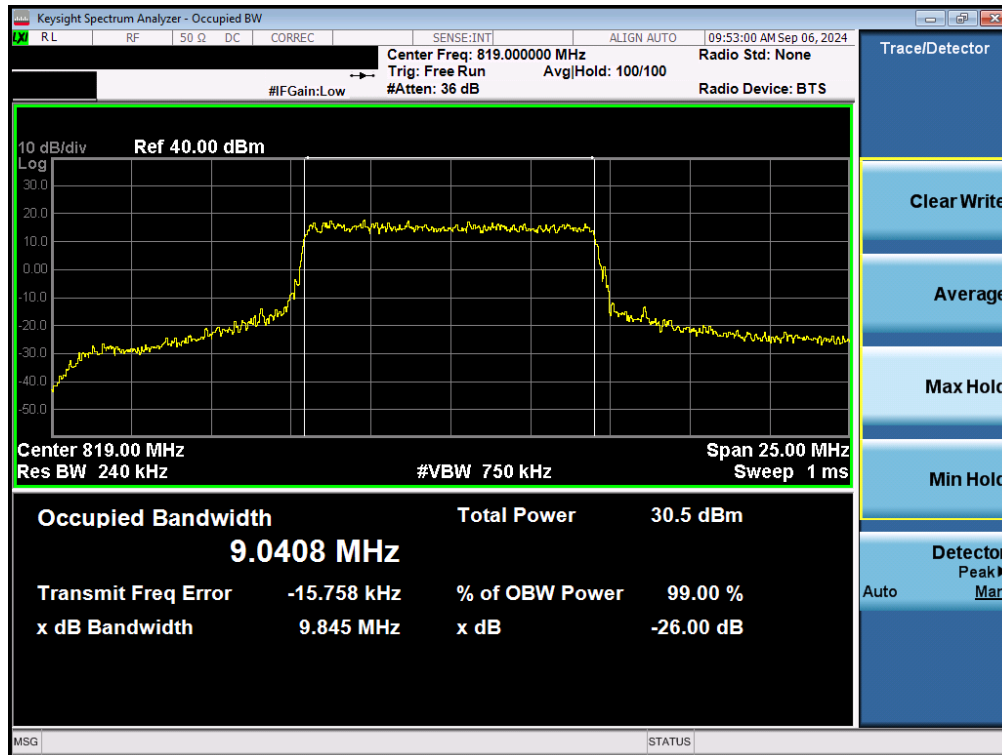 Keysight Spectrum Analyzer - Occupied BW
LXI RL RF 50 Ω DC CORREC SENSE:INT ALIGN AUTO 09:53:00 AM Sep 06, 2024
Center Freq: 819.000000 MHz Radio Std: None
Trig: Free Run Avg|Hold: 100/100
#IFGain:Low #Atten: 36 dB Radio Device: BTS
10 dB/div Ref 40.00 dBm
Log
30.0
20.0
10.0
0.00
-10.0
-20.0
-30.0
-40.0
-50.0
Center 819.00 MHz Span 25.00 MHz
Res BW 240 kHz #VBW 750 kHz Sweep 1 ms
Occupied Bandwidth Total Power 30.5 dBm
9.0408 MHz
Transmit Freq Error -15.758 kHz % of OBW Power 99.00 %
x dB Bandwidth 9.845 MHz x dB -26.00 dB
MSG STATUS
Trace/Detector
Clear Write
Average
Max Hold
Min Hold
Detector
Peak▶
Auto Man